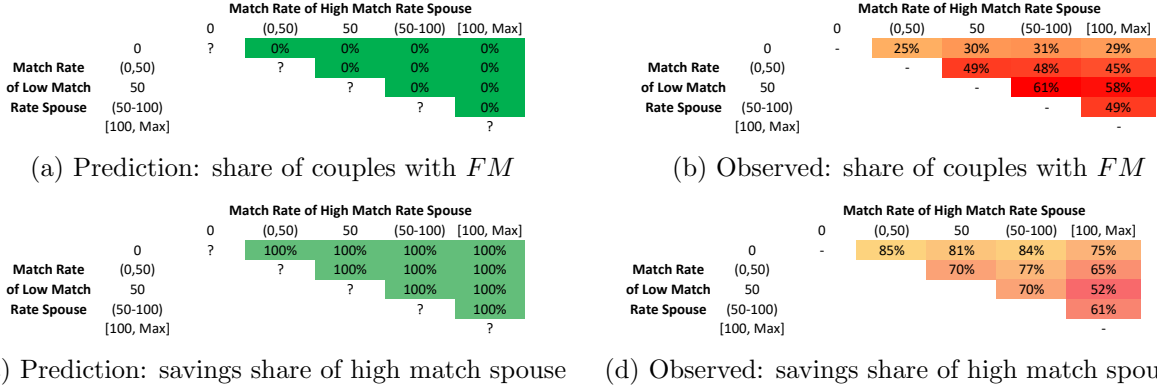 Match Rate of High Match Rate Spouse
0 (0,50) 50 (50-100) [100, Max]
0 ? 0% 0% 0% 0%
Match Rate (0,50) ? 0% 0% 0%
of Low Match 50 ? 0% 0%
Rate Spouse (50-100) ? 0%
[100, Max] ?
(a) Prediction: share of couples with FM
Match Rate of High Match Rate Spouse
0 (0,50) 50 (50-100) [100, Max]
0 - 25% 30% 31% 29%
Match Rate (0,50) - 49% 48% 45%
of Low Match 50 - 61% 58%
Rate Spouse (50-100) - 49%
[100, Max] -
(b) Observed: share of couples with FM
Match Rate of High Match Rate Spouse
0 (0,50) 50 (50-100) [100, Max]
0 ? 100% 100% 100% 100%
Match Rate (0,50) ? 100% 100% 100%
of Low Match 50 ? 100% 100%
Rate Spouse (50-100) ? 100%
[100, Max] ?
) Prediction: savings share of high match spouse
Match Rate of High Match Rate Spouse
0 (0,50) 50 (50-100) [100, Max]
0 - 85% 81% 84% 75%
Match Rate (0,50) 70% 77% 65%
of Low Match 50 70% 52%
Rate Spouse (50-100) 61%
[100, Max] -
(d) Observed: savings share of high match spou